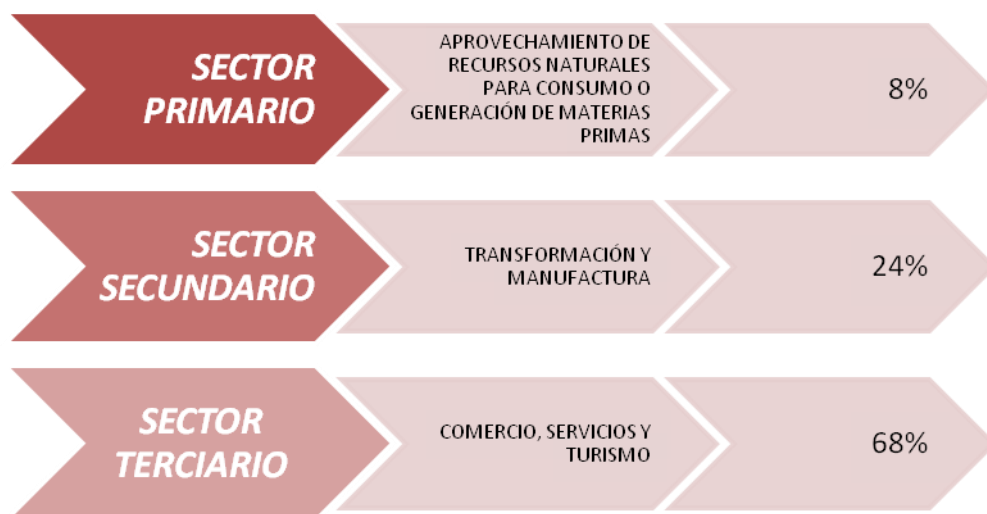 SECTOR
PRIMARIO
APROVECHAMIENTO DE
RECURSOS NATURALES
PARA CONSUMO O
GENERACIÓN DE MATERIAS
PRIMAS
8%
SECTOR
SECUNDARIO
TRANSFORMACIÓN Y
MANUFACTURA
24%
SECTOR
TERCIARIO
COMERCIO, SERVICIOS Y
TURISMO
68%